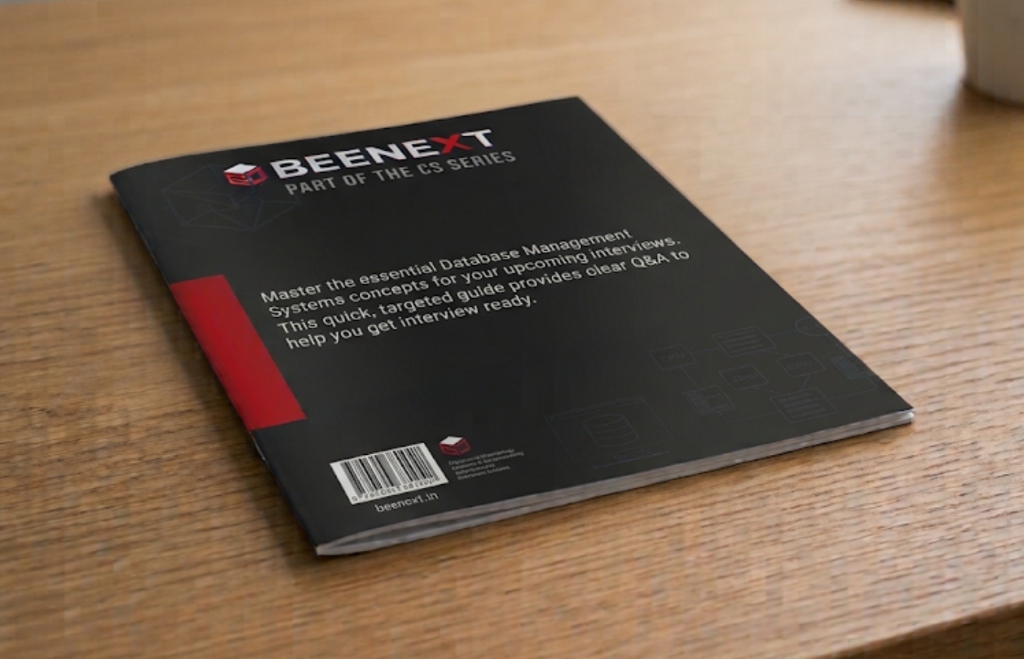 BEENEXT
PART OF THE CS SERIES
Master the essential Database Management
Systems concepts for your upcoming interviews.
This quick, targeted guide provides olear Q&A to
help you get interview ready.
beenext.in